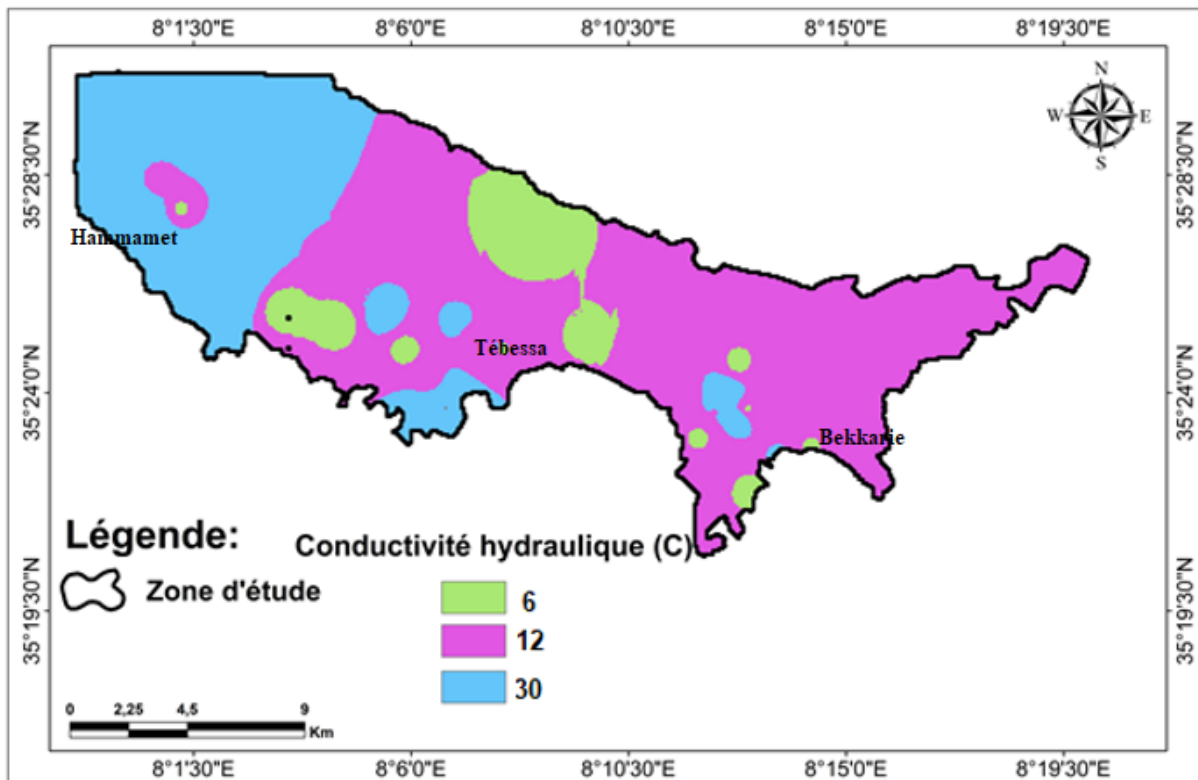 8°1'30"E 8°6'0"E 8°10'30"E 8°15'0"E 8°19'30"E
N
W E
S
35°28'30"N 35°28'30"N
Hammamet
Tébessa
35°24'0"N 35°24'0"N
Bekkarie
Légende:
Conductivité hydraulique (C)
Zone d'étude
6
12
30
35°19'30"N 35°19'30"N
0 2,25 4,5 9
Km
8°1'30"E 8°6'0"E 8°10'30"E 8°15'0"E 8°19'30"E